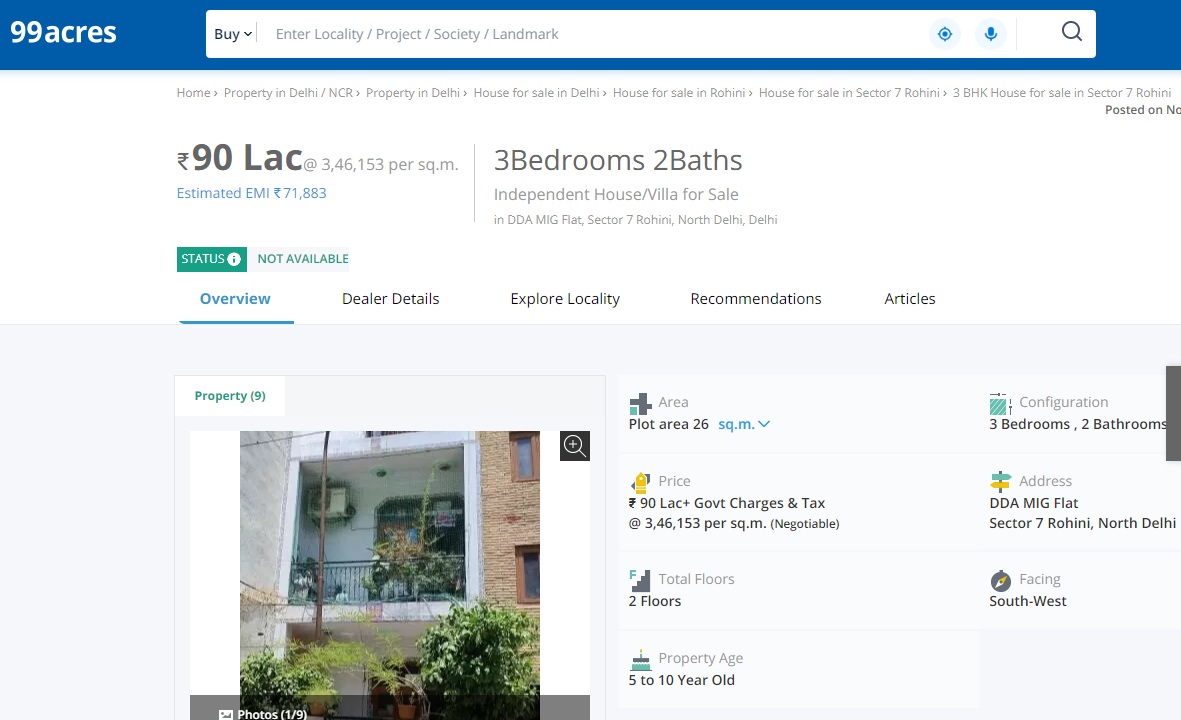 99acres
Buy
Enter Locality / Project / Society / Landmark
Home › Property in Delhi / NCR › Property in Delhi › House for sale in Delhi › House for sale in Rohini › House for sale in Sector 7 Rohini › 3 BHK House for sale in Sector 7 Rohini
Posted on No
₹ 90 Lac @ 3,46,153 per sq.m.
Estimated EMI ₹ 71,883
3Bedrooms 2Baths
Independent House/Villa for Sale
in DDA MIG Flat, Sector 7 Rohini, North Delhi, Delhi
STATUS i NOT AVAILABLE
Overview Dealer Details Explore Locality Recommendations Articles
Property (9)
Photos (1/9)
Area
Plot area 26 sq.m.
Configuration
3 Bedrooms , 2 Bathrooms
Price
₹ 90 Lac+ Govt Charges & Tax
@ 3,46,153 per sq.m. (Negotiable)
Address
DDA MIG Flat
Sector 7 Rohini, North Delhi
F
Total Floors
2 Floors
Facing
South-West
Property Age
5 to 10 Year Old